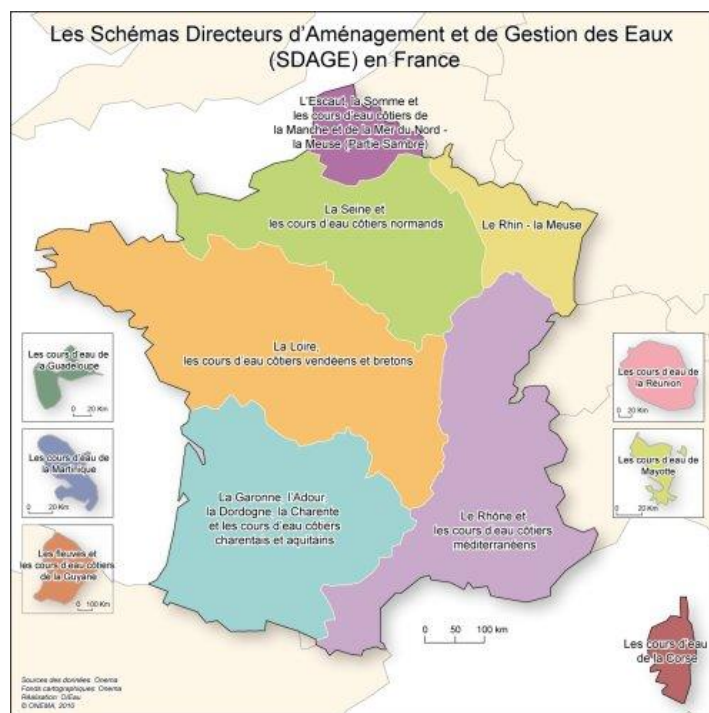 Les Schémas Directeurs d'Aménagement et de Gestion des Eaux
(SDAGE) en France
L'Escaut, la Somme et
les cours d'eau côtiers de
la Manche et de la Mer du Nord -
la Meuse (Partie Sambre)
La Seine et
les cours d'eau côtiers normands
Le Rhin - la Meuse
La Loire,
les cours d'eau côtiers vendéens et bretons
Les cours d'eau de
la Guadeloupe
0 20 Km
Les cours d'eau de
la Réunion
0 20 Km
Les cours d'eau de
la Martinique
0 20 Km
Les cours d'eau de
Mayotte
0 20 Km
La Garonne, l'Adour,
la Dordogne, la Charente
et les cours d'eau côtiers
charentais et aquitains
Le Rhône et
les cours d'eau côtiers
méditerranéens
Les fleuves et
les cours d'eau côtiers
de la Guyane
0 100 Km
0 50 100 km
Les cours d'eau
de la Corse
Sources des données: Onema
Fonds cartographiques: Onema
Réalisation: OIEau
© ONEMA, 2010